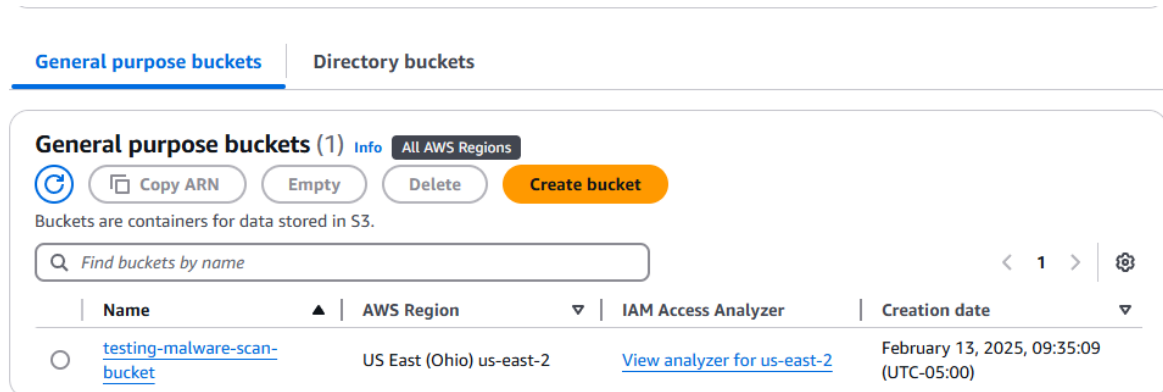 General purpose buckets Directory buckets
General purpose buckets (1) Info All AWS Regions
Copy ARN Empty Delete Create bucket
Buckets are containers for data stored in S3.
Find buckets by name 1
Name AWS Region IAM Access Analyzer Creation date
testing-malware-scan-
bucket
US East (Ohio) us-east-2
View analyzer for us-east-2
February 13, 2025, 09:35:09
(UTC-05:00)